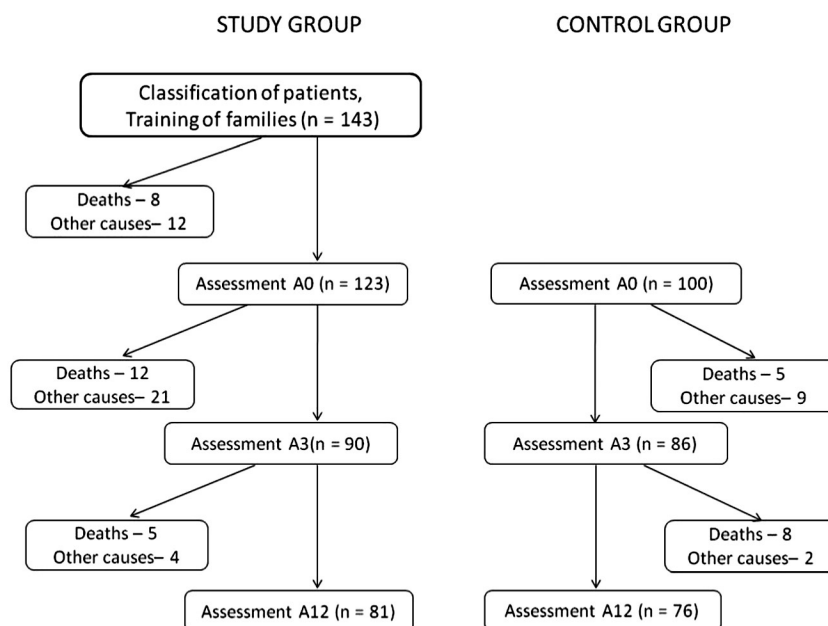 STUDY GROUP
CONTROL GROUP
Classification of patients,
Training of families (n = 143)
Deaths – 8
Other causes– 12
Assessment A0 (n = 123)
Assessment A0 (n = 100)
Deaths – 12
Other causes– 21
Deaths – 5
Other causes– 9
Assessment A3(n = 90)
Assessment A3 (n = 86)
Deaths – 5
Other causes– 4
Deaths – 8
Other causes– 2
Assessment A12 (n = 81)
Assessment A12 (n = 76)